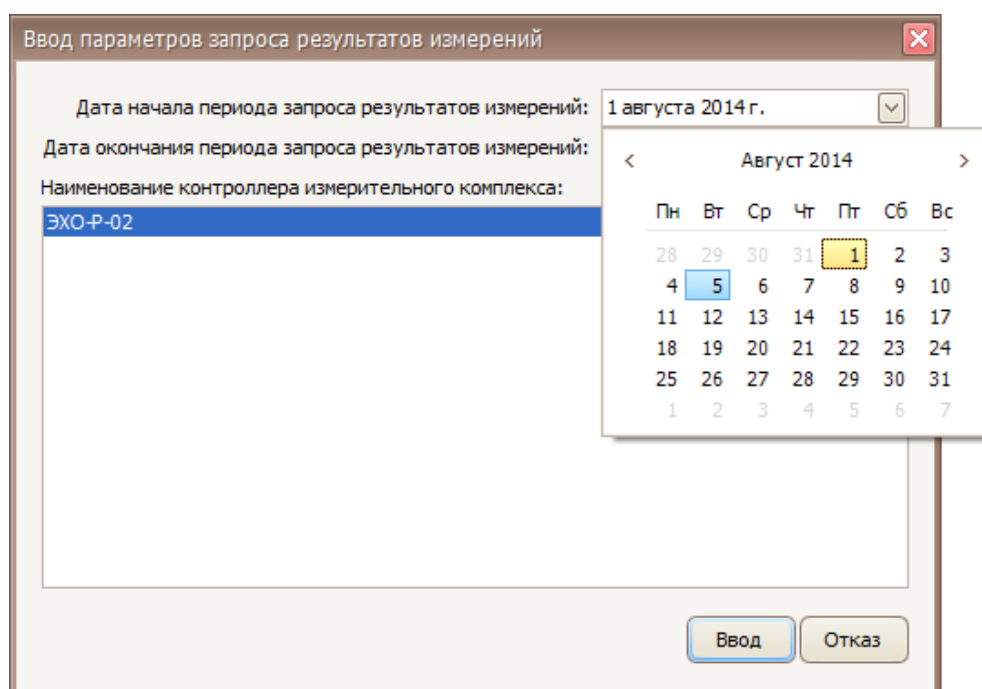 Ввод параметров запроса результатов измерений
Дата начала периода запроса результатов измерений: 1 августа 2014 г.
Дата окончания периода запроса результатов измерений:
Наименование контроллера измерительного комплекса:
ЭХО-Р-02
Август 2014
Пн Вт Ср Чт Пт Сб Вс
28 29 30 31 1 2 3
4 5 6 7 8 9 10
11 12 13 14 15 16 17
18 19 20 21 22 23 24
25 26 27 28 29 30 31
1 2 3 4 5 6 7
Ввод Отказ